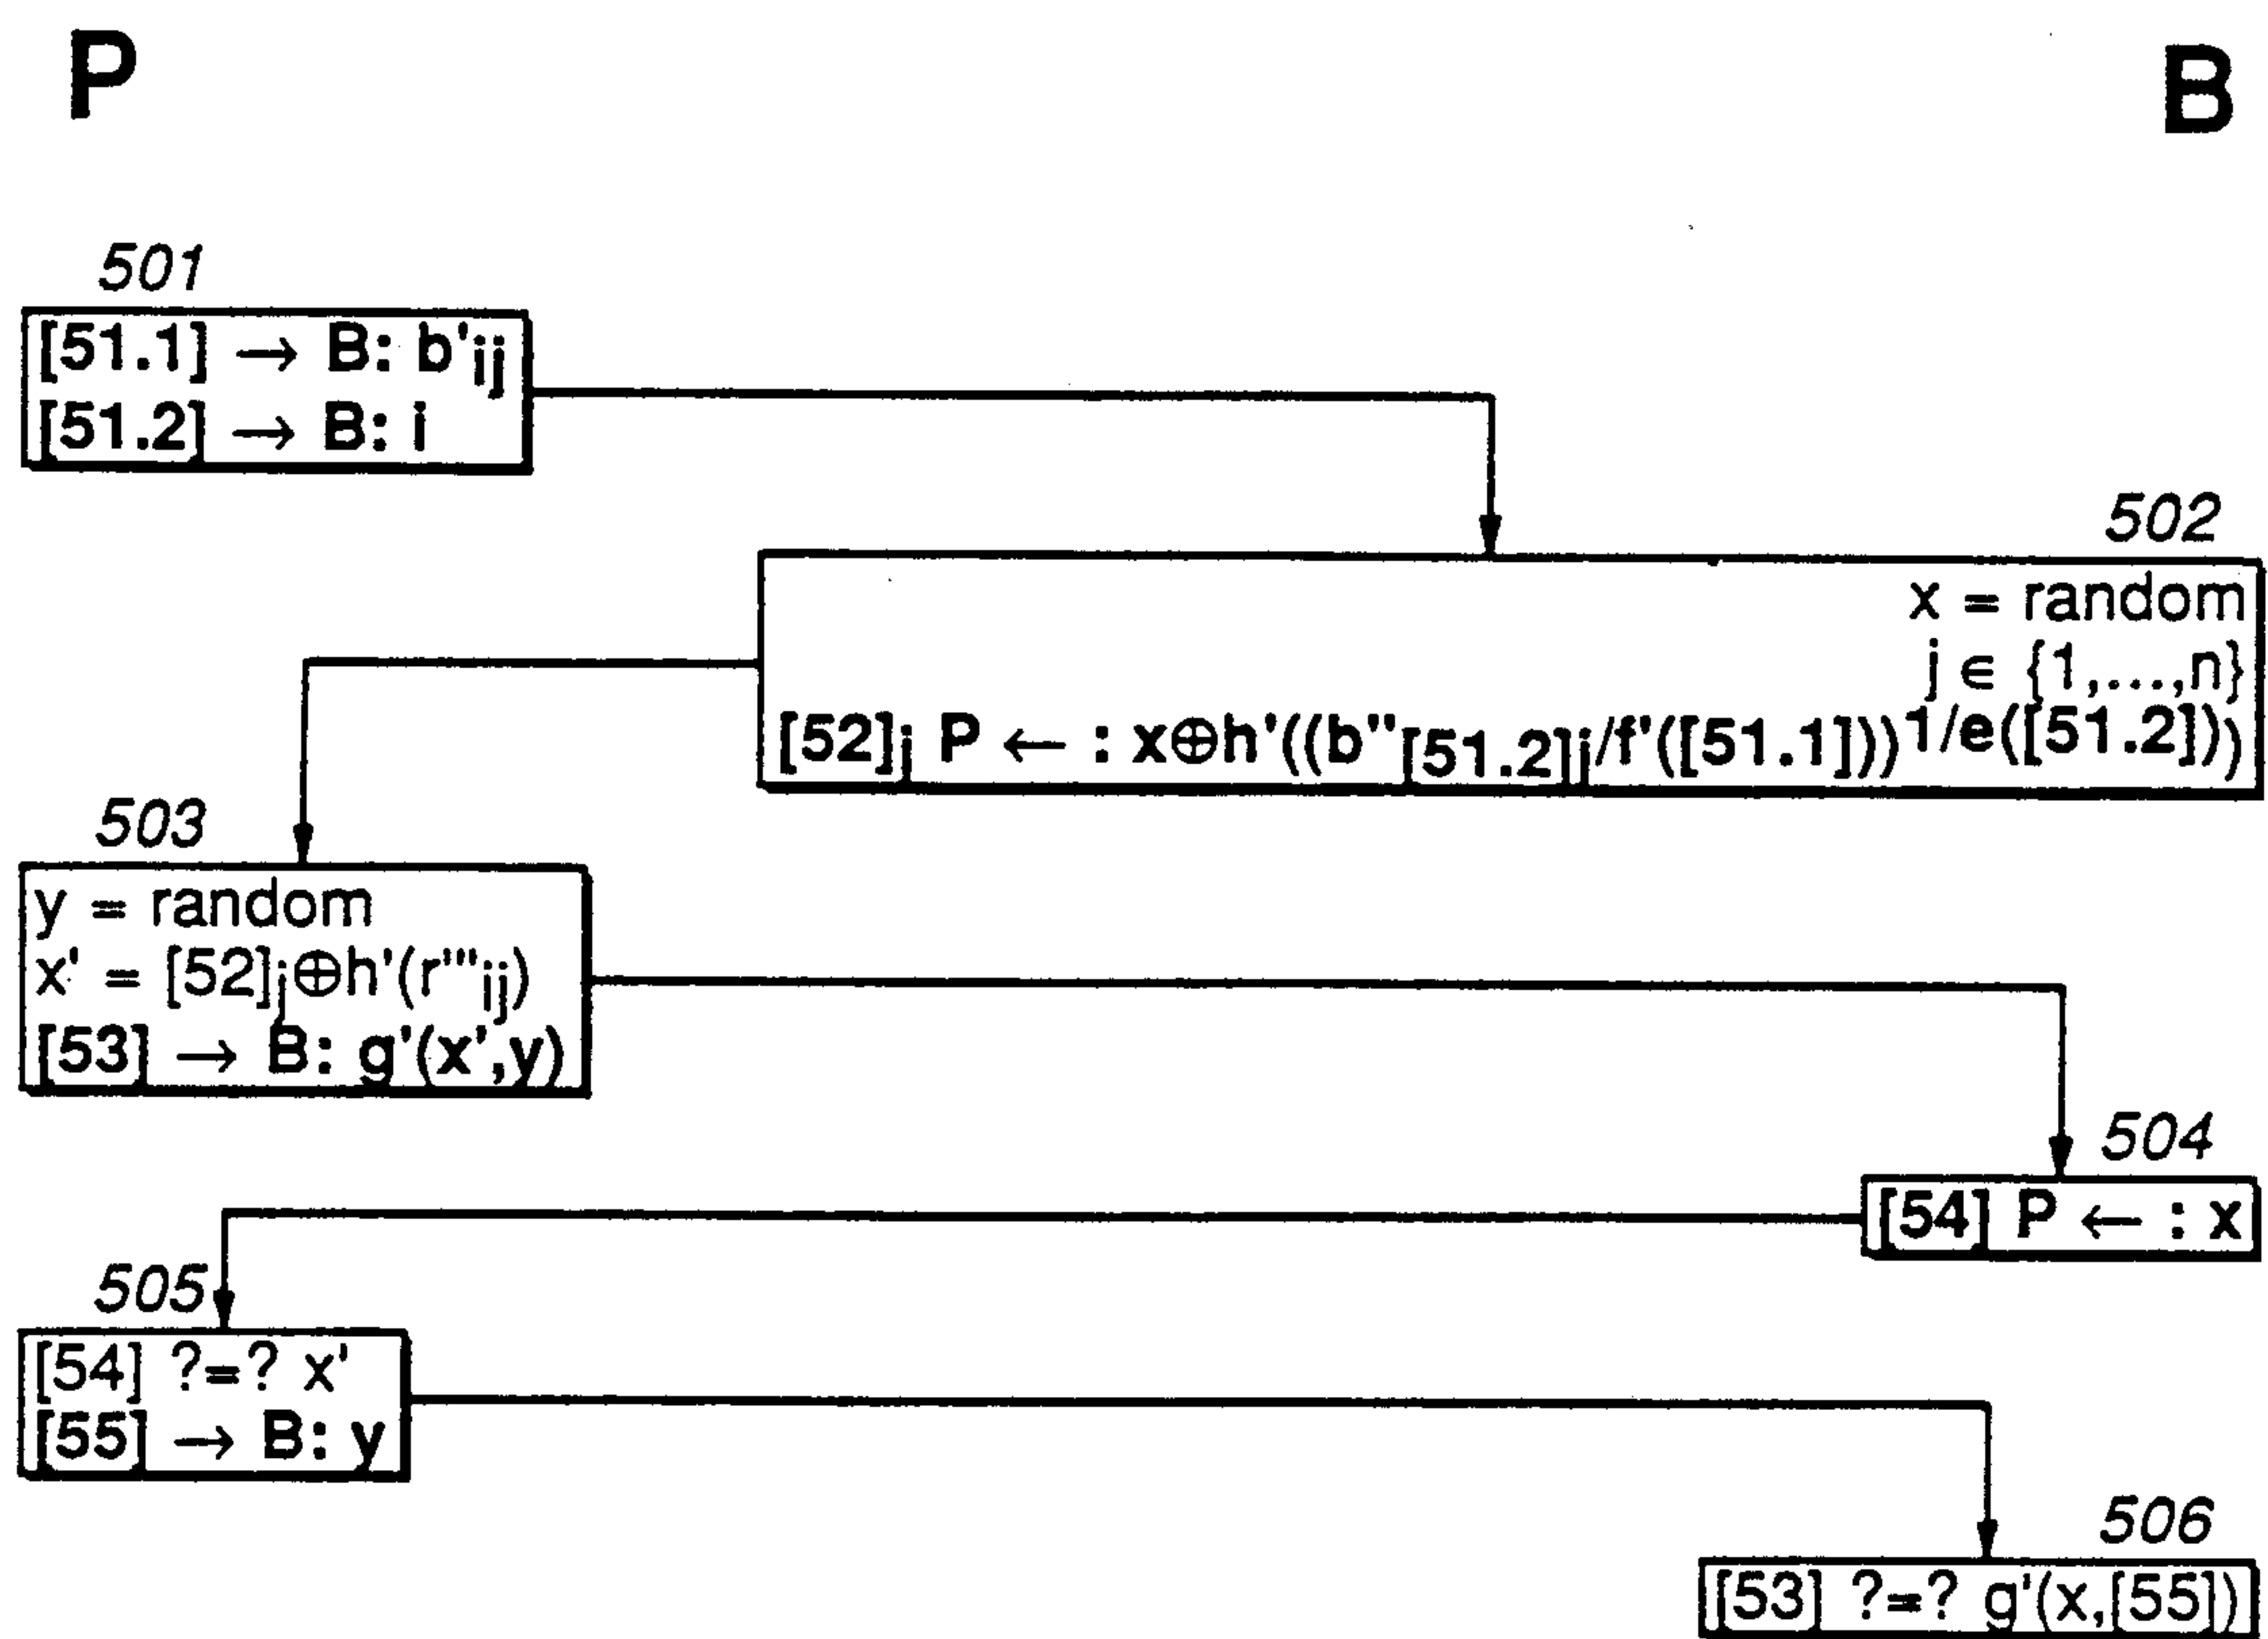 P
B
501
[51.1] → B: b'ij
[51.2] → B: i
502
x = random
j ∈ {1,...,n}
[52]j P ← : x⊕h'((b''[51.2]j/f'([51.1]))1/e([51.2]))
503
y = random
x' = [52]j⊕h'(r'''ij)
[53] → B: g'(x',y)
504
[54] P ← : x
505
[54] ?=? x'
[55] → B: y
506
[53] ?=? g'(x,[55])